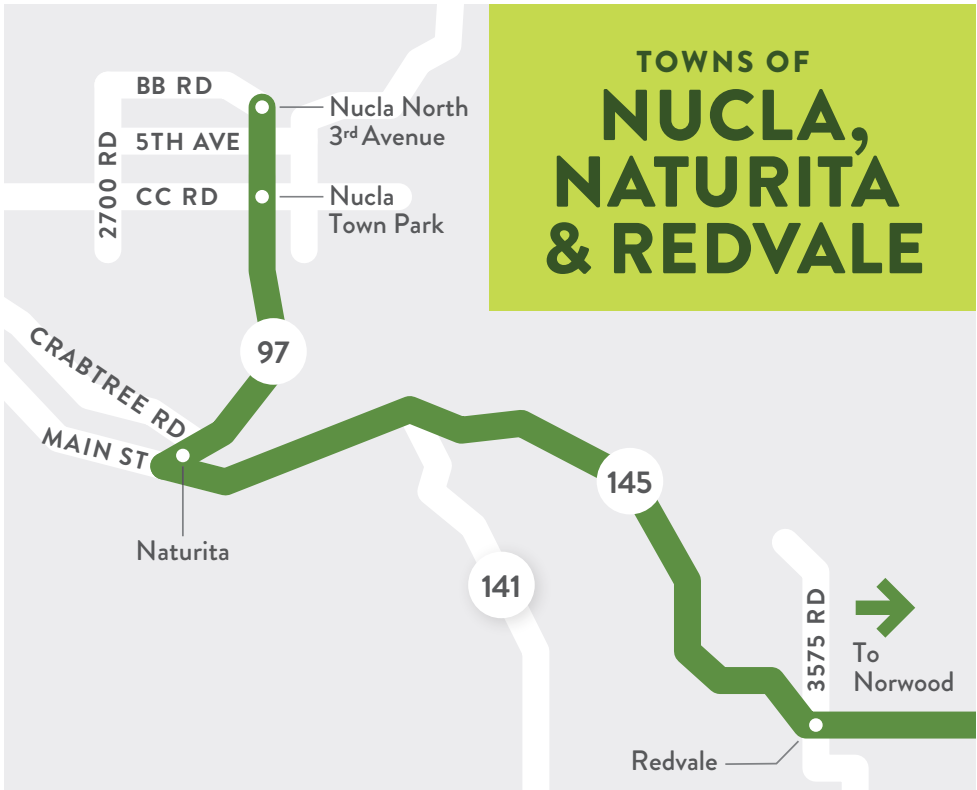 TOWNS OF
NUCLA,
NATURITA
& REDVALE
BB RD
Nucla North
3rd Avenue
5TH AVE
2700 RD
CC RD
Nucla
Town Park
97
CRABTREE RD
MAIN ST
Naturita
145
141
3575 RD
To
Norwood
Redvale